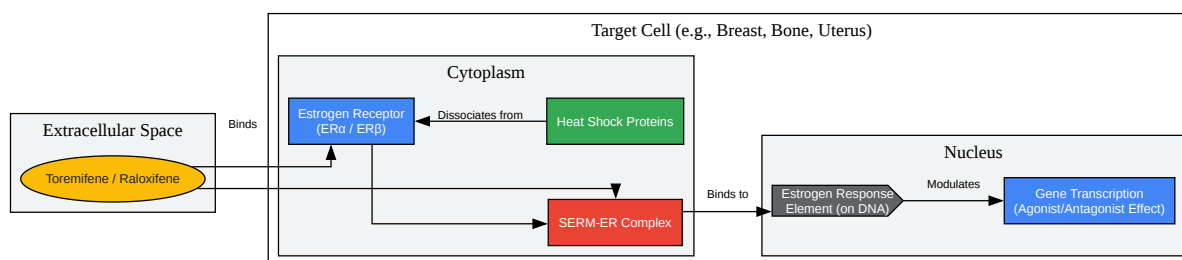 Target Cell (e.g., Breast, Bone, Uterus)
Cytoplasm
Extracellular Space
Binds
Estrogen Receptor
(ERα / ERβ)
Dissociates from
Heat Shock Proteins
Toremifene / Raloxifene
SERM-ER Complex
Binds to
Nucleus
Estrogen Response
Element (on DNA)
Modulates
Gene Transcription
(Agonist/Antagonist Effect)